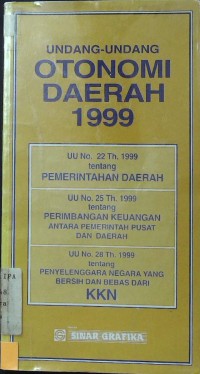 UNDANG-UNDANG
OTONOMI
DAERAH
1999
UU No. 22 Th. 1999
tentang
PEMERINTAHAN DAERAH
UU No. 25 Th. 1999
tentang
PERIMBANGAN KEUANGAN
ANTARA PEMERINTAH PUSAT
DAN DAERAH
UU No. 28 Th. 1999
tentang
PENYELENGGARA NEGARA YANG
BERSIH DAN BEBAS DARI
KKN
SINAR GRAFIKA